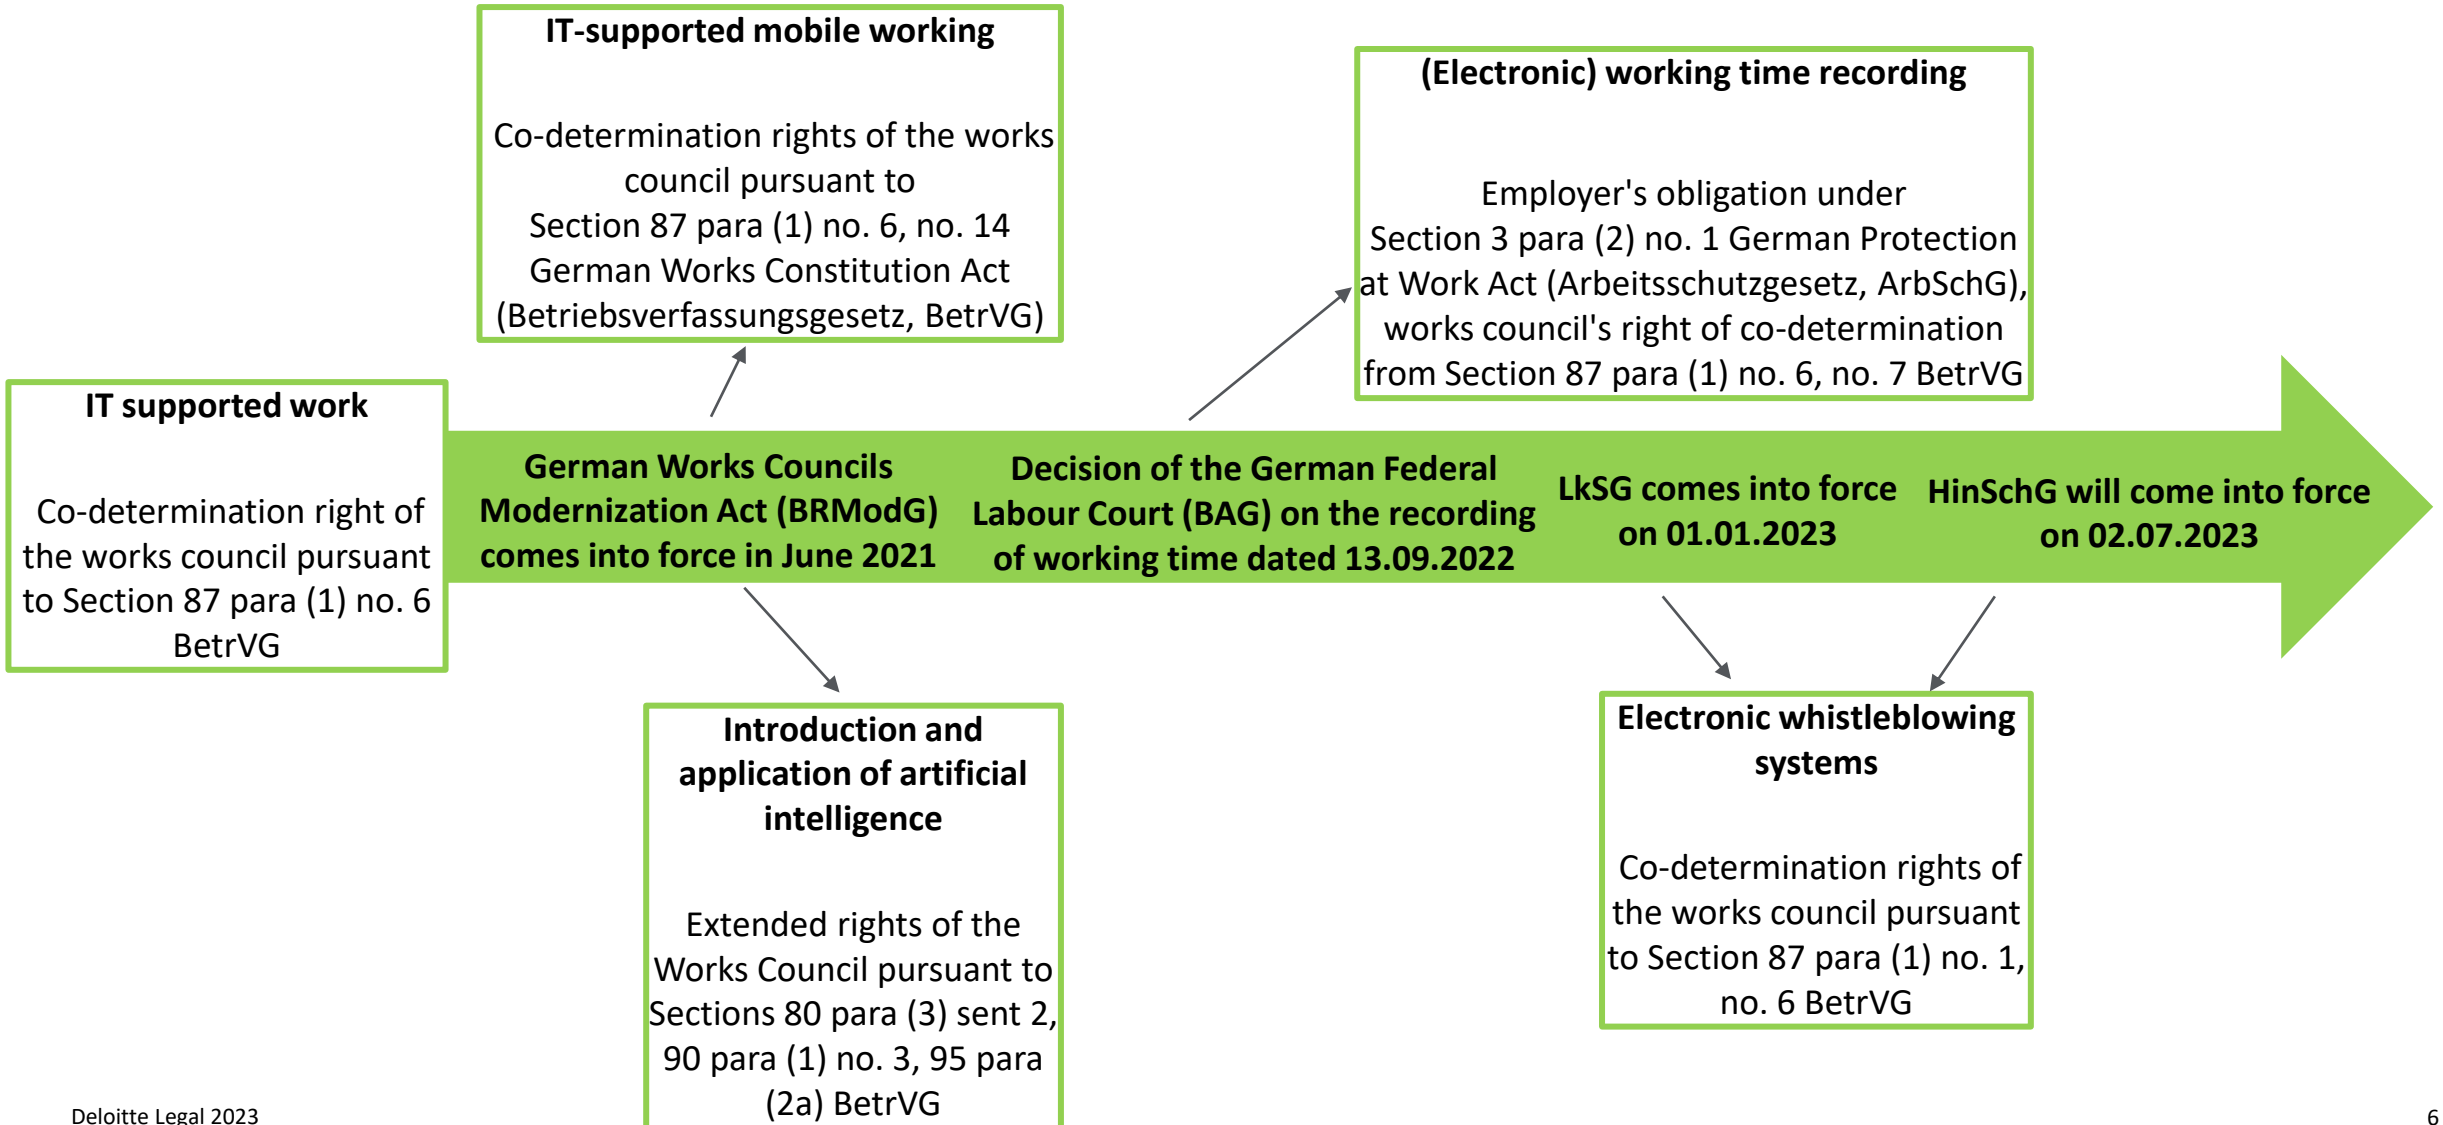 IT-supported mobile working
Co-determination rights of the works
council pursuant to
Section 87 para (1) no. 6, no. 14
German Works Constitution Act
(Betriebsverfassungsgesetz, BetrVG)
(Electronic) working time recording
Employer's obligation under
Section 3 para (2) no. 1 German Protection
at Work Act (Arbeitsschutzgesetz, ArbSchG),
works council's right of co-determination
from Section 87 para (1) no. 6, no. 7 BetrVG
IT supported work
Co-determination right of
the works council pursuant
to Section 87 para (1) no. 6
BetrVG
German Works Councils
Modernization Act (BRModG)
comes into force in June 2021
Decision of the German Federal
Labour Court (BAG) on the recording
of working time dated 13.09.2022
LkSG comes into force
on 01.01.2023
HinSchG will come into force
on 02.07.2023
Introduction and
application of artificial
intelligence
Extended rights of the
Works Council pursuant to
Sections 80 para (3) sent 2,
90 para (1) no. 3, 95 para
(2a) BetrVG
Electronic whistleblowing
systems
Co-determination rights of
the works council pursuant
to Section 87 para (1) no. 1,
no. 6 BetrVG
Deloitte Legal 2023
6